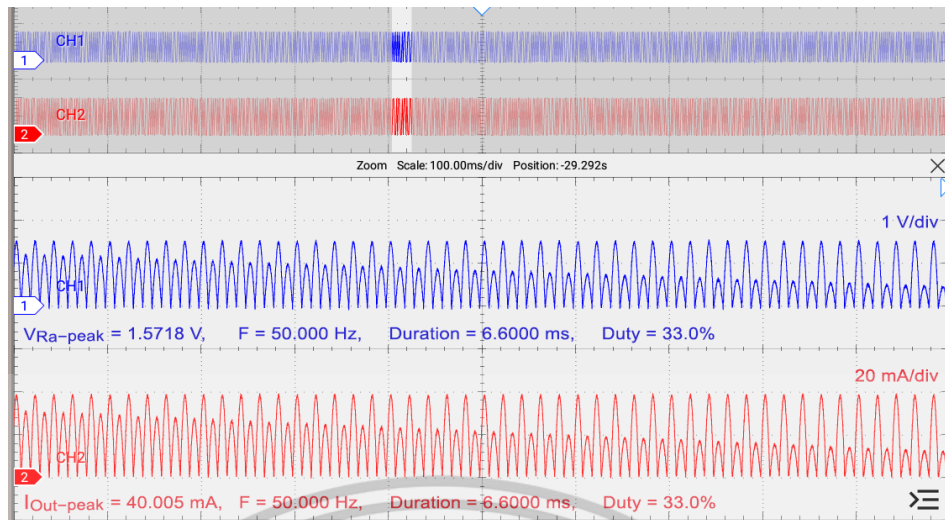 CH1
1
CH2
2
Zoom Scale:100.00ms/div Position:-29.292s
1 V/div
CH1
1
VRa-peak = 1.5718 V, F = 50.000 Hz, Duration = 6.6000 ms, Duty = 33.0%
20 mA/div
CH2
2
IOut-peak = 40.005 mA, F = 50.000 Hz, Duration = 6.6000 ms, Duty = 33.0%